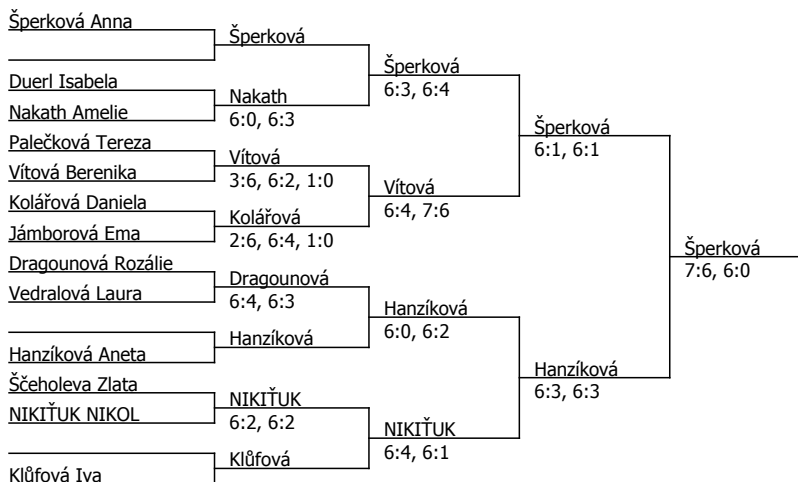 Šperková Anna
Duerl Isabela
Nakath Amelie
Palečková Tereza
Vítová Berenika
Kolářová Daniela
Jámborová Ema
Dragounová Rozálie
Vedralová Laura
Hanzíková Aneta
Ščeholeva Zlata
NIKIŤUK NIKOL
Klůfová Iva
Šperková
Nakath
6:0, 6:3
Vítová
3:6, 6:2, 1:0
Kolářová
2:6, 6:4, 1:0
Dragounová
6:4, 6:3
Hanzíková
NIKIŤUK
6:2, 6:2
Klůfová
Šperková
6:3, 6:4
Vítová
6:4, 7:6
Hanzíková
6:0, 6:2
NIKIŤUK
6:4, 6:1
Šperková
6:1, 6:1
Hanzíková
6:3, 6:3
Šperková
7:6, 6:0